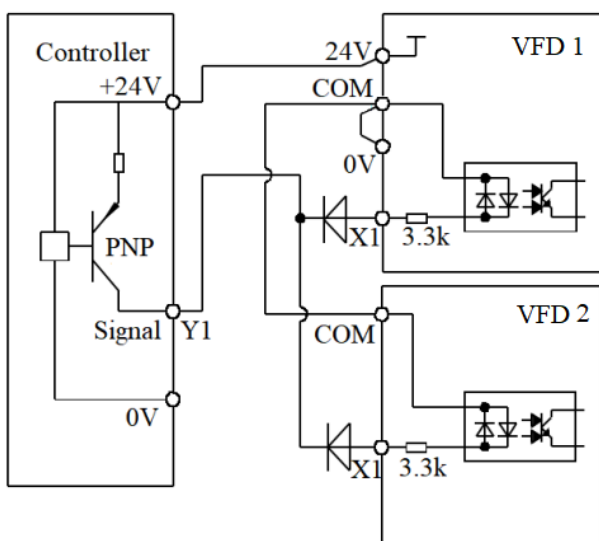 Controller
+24V
PNP
Signal
Y1
0V
24V
COM
0V
X1
3.3k
VFD 1
COM
X1
3.3k
VFD 2